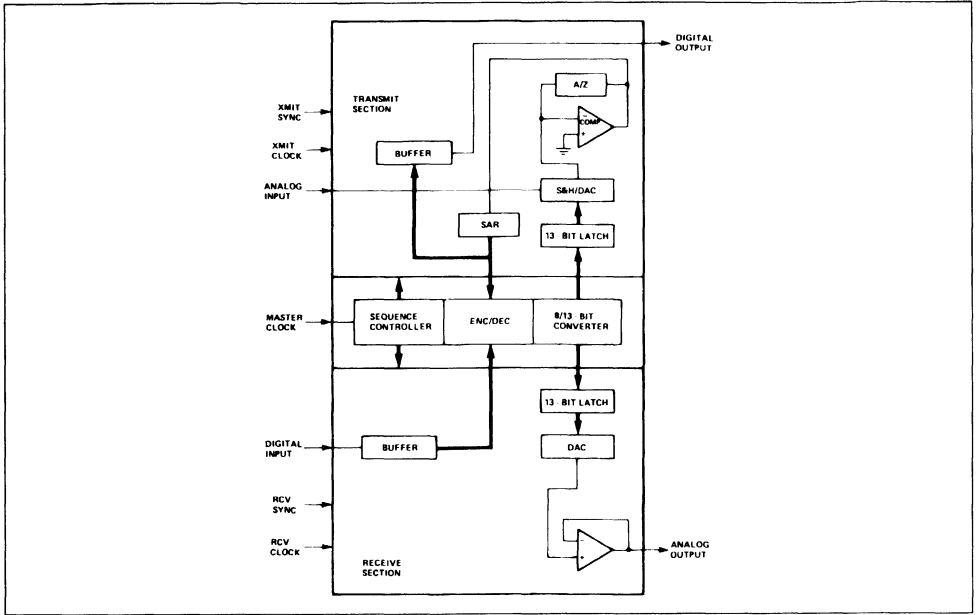 DIGITAL
OUTPUT
A/Z
TRANSMIT
SECTION
XMIT
SYNC
−
COMP
+
XMIT
CLOCK
BUFFER
ANALOG
INPUT
S&H/DAC
SAR
13 - BIT LATCH
MASTER
CLOCK
SEQUENCE
CONTROLLER
ENC/DEC
8/13 - BIT
CONVERTER
13 - BIT LATCH
DIGITAL
INPUT
BUFFER
DAC
RCV
SYNC
RCV
CLOCK
−
+
ANALOG
OUTPUT
RECEIVE
SECTION